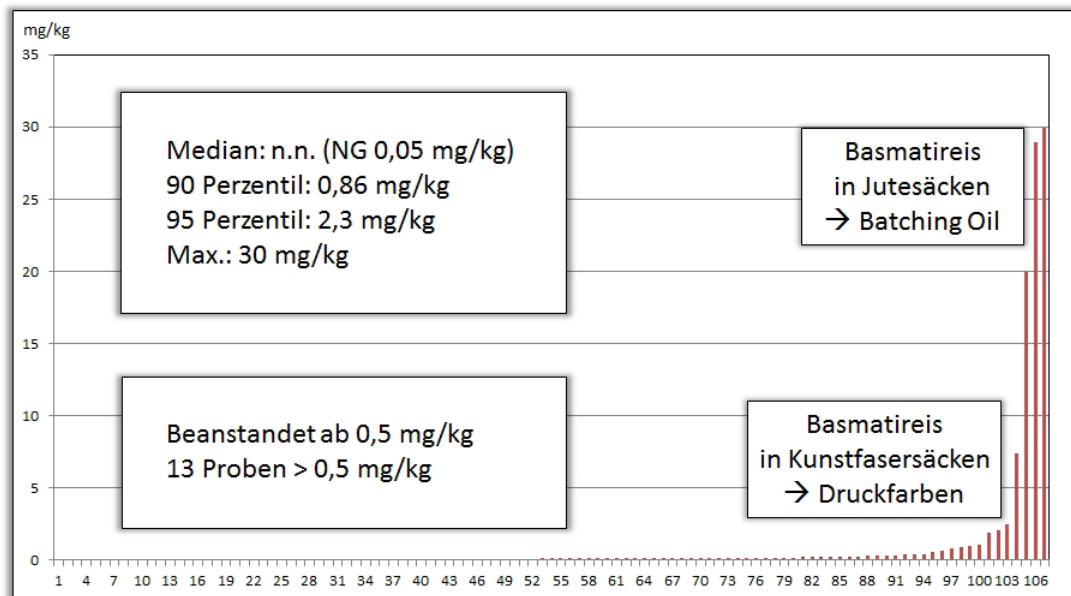 mg/kg
35
30
25
20
15
10
5
0
Median: n.n. (NG 0,05 mg/kg)
90 Perzentil: 0,86 mg/kg
95 Perzentil: 2,3 mg/kg
Max.: 30 mg/kg
Basmatireis
in Jutesäcken
→ Batching Oil
Beanstandet ab 0,5 mg/kg
13 Proben > 0,5 mg/kg
Basmatireis
in Kunstfasersäcken
→ Druckfarben
1 4 7 10 13 16 19 22 25 28 31 34 37 40 43 46 49 52 55 58 61 64 67 70 73 76 79 82 85 88 91 94 97 100 103 106